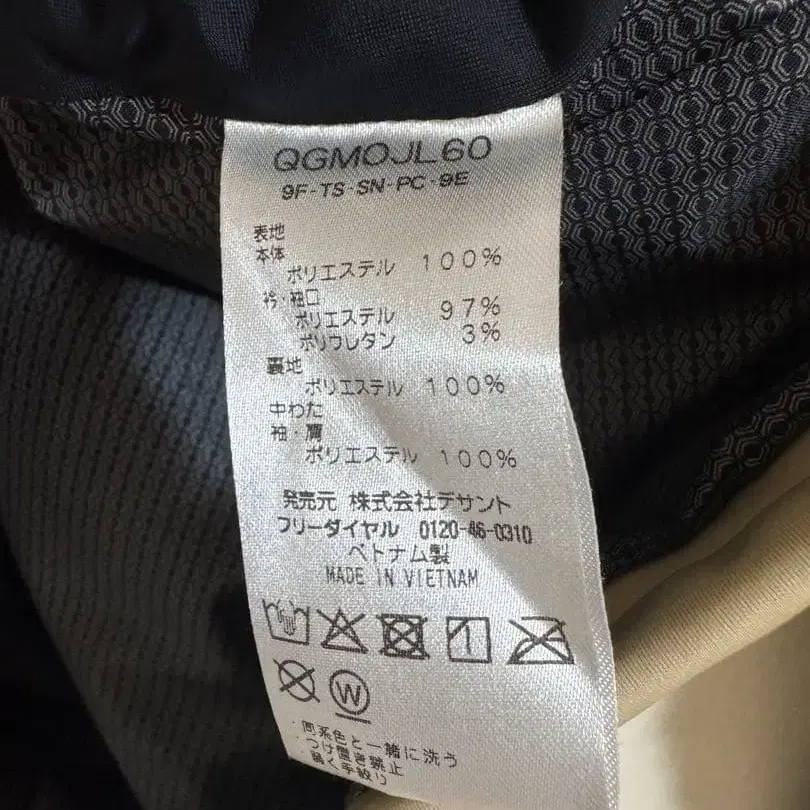 QGMOJL60
9F-TS-SN-PC-9E
表地
本体
ポリエステル 100%
衿・袖口
ポリエステル 97%
ポリウレタン 3%
裏地
ポリエステル 100%
中わた
袖・肩
ポリエステル 100%
発売元 株式会社デサント
フリーダイヤル 0120-46-0310
ベトナム製
MADE IN VIETNAM
W
・同系色と一緒に洗う
・つけ置き禁止
・弱く手絞り